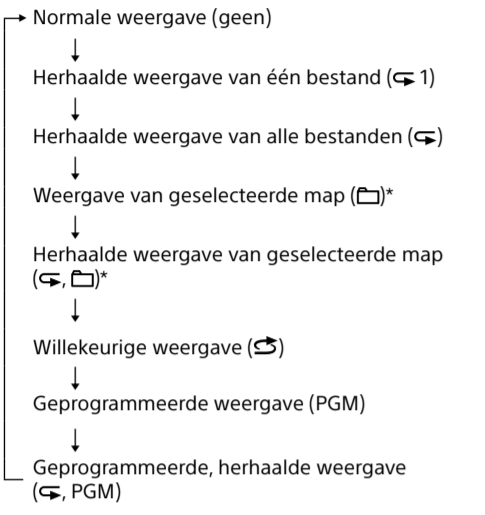 Normale weergave (geen)
Herhaalde weergave van één bestand (⮎ 1)
Herhaalde weergave van alle bestanden (⮎)
Weergave van geselecteerde map (🗀)*
Herhaalde weergave van geselecteerde map
(⮎, 🗀)*
Willekeurige weergave (⮌)
Geprogrammeerde weergave (PGM)
Geprogrammeerde, herhaalde weergave
(⮎, PGM)